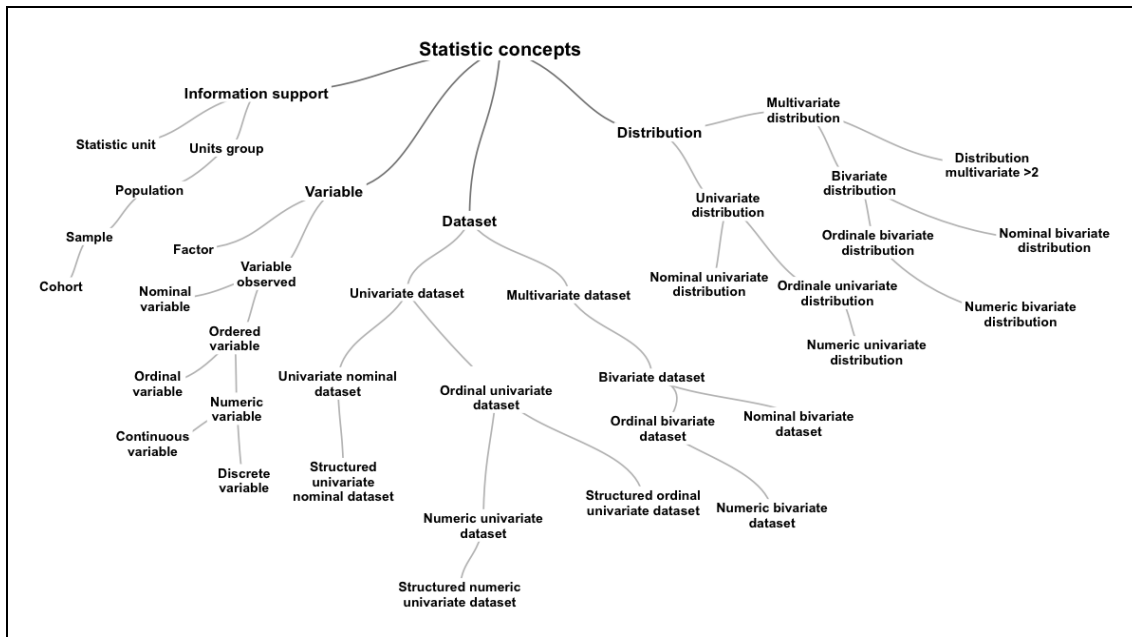 Statistic concepts
Information support
Statistic unit
Units group
Population
Sample
Cohort
Variable
Factor
Variable
observed
Nominal
variable
Ordered
variable
Ordinal
variable
Numeric
variable
Continuous
variable
Discrete
variable
Dataset
Univariate dataset
Multivariate dataset
Univariate nominal
dataset
Structured
univariate
nominal dataset
Ordinal univariate
dataset
Numeric univariate
dataset
Structured numeric
univariate dataset
Structured ordinal
univariate dataset
Bivariate dataset
Ordinal bivariate
dataset
Nominal bivariate
dataset
Numeric bivariate
dataset
Distribution
Multivariate
distribution
Distribution
multivariate >2
Bivariate
distribution
Univariate
distribution
Nominal bivariate
distribution
Ordinale bivariate
distribution
Nominal univariate
distribution
Ordinale univariate
distribution
Numeric bivariate
distribution
Numeric univariate
distribution